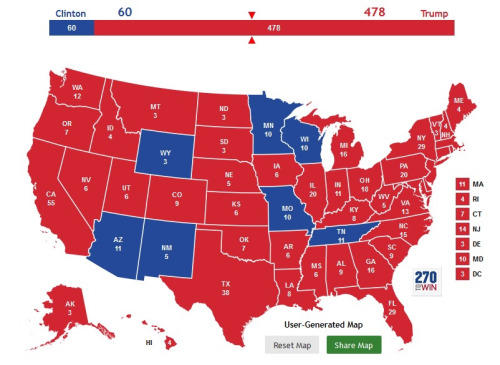 Clinton 60 478 Trump
60 478
WA
12
OR
7
CA
55
NV
6
ID
4
MT
3
WY
3
UT
6
AZ
11
CO
9
NM
5
ND
3
SD
3
NE
5
KS
6
OK
7
TX
38
MN
10
IA
6
MO
10
AR
6
LA
8
WI
10
IL
20
MI
16
IN
11
OH
18
KY
8
TN
11
MS
6
AL
9
GA
16
FL
29
SC
9
NC
15
VA
13
WV
5
PA
20
NY
29
VT
3
4
NH
ME
4
11 MA
4 RI
7 CT
14 NJ
3 DE
10 MD
3 DC
AK
3
HI
4
270
TO
WIN
User-Generated Map
Reset Map Share Map